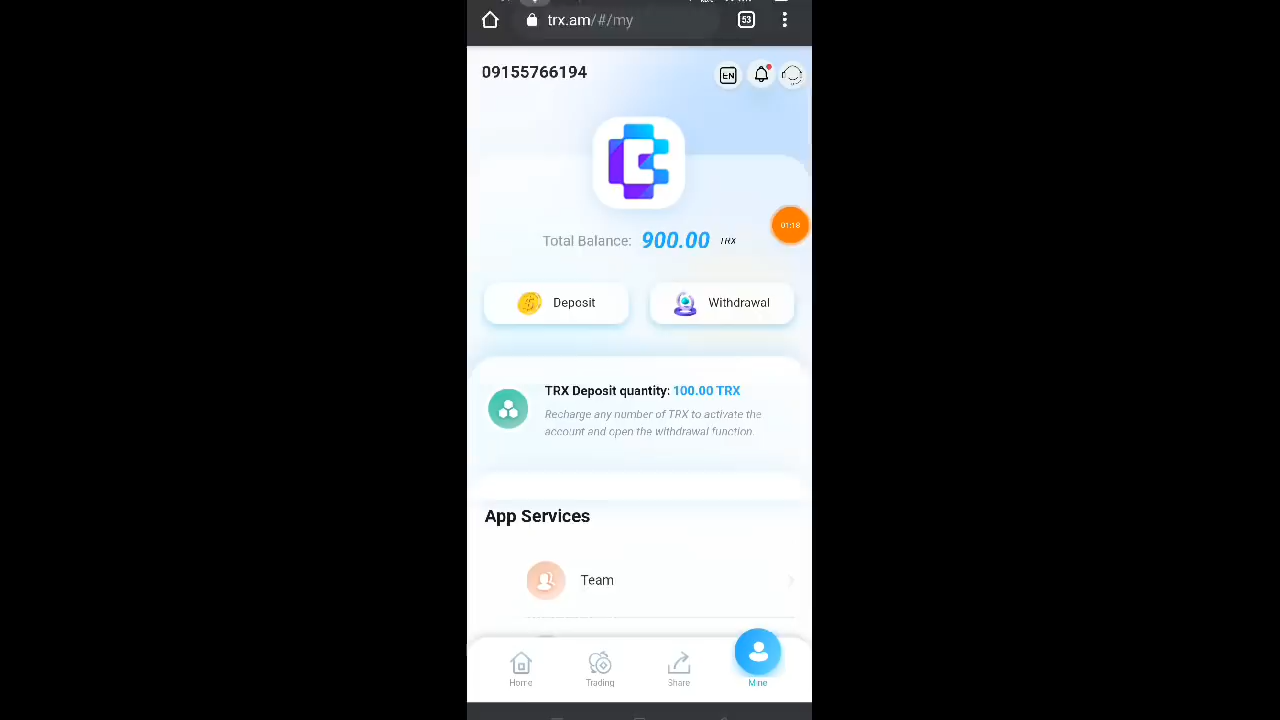 trx.am/#/my
53
09155766194
EN
Total Balance: 900.00 TRX
01:18
Deposit
Withdrawal
TRX Deposit quantity: 100.00 TRX
Recharge any number of TRX to activate the
account and open the withdrawal function.
App Services
Team
Home
Trading
Share
Mine